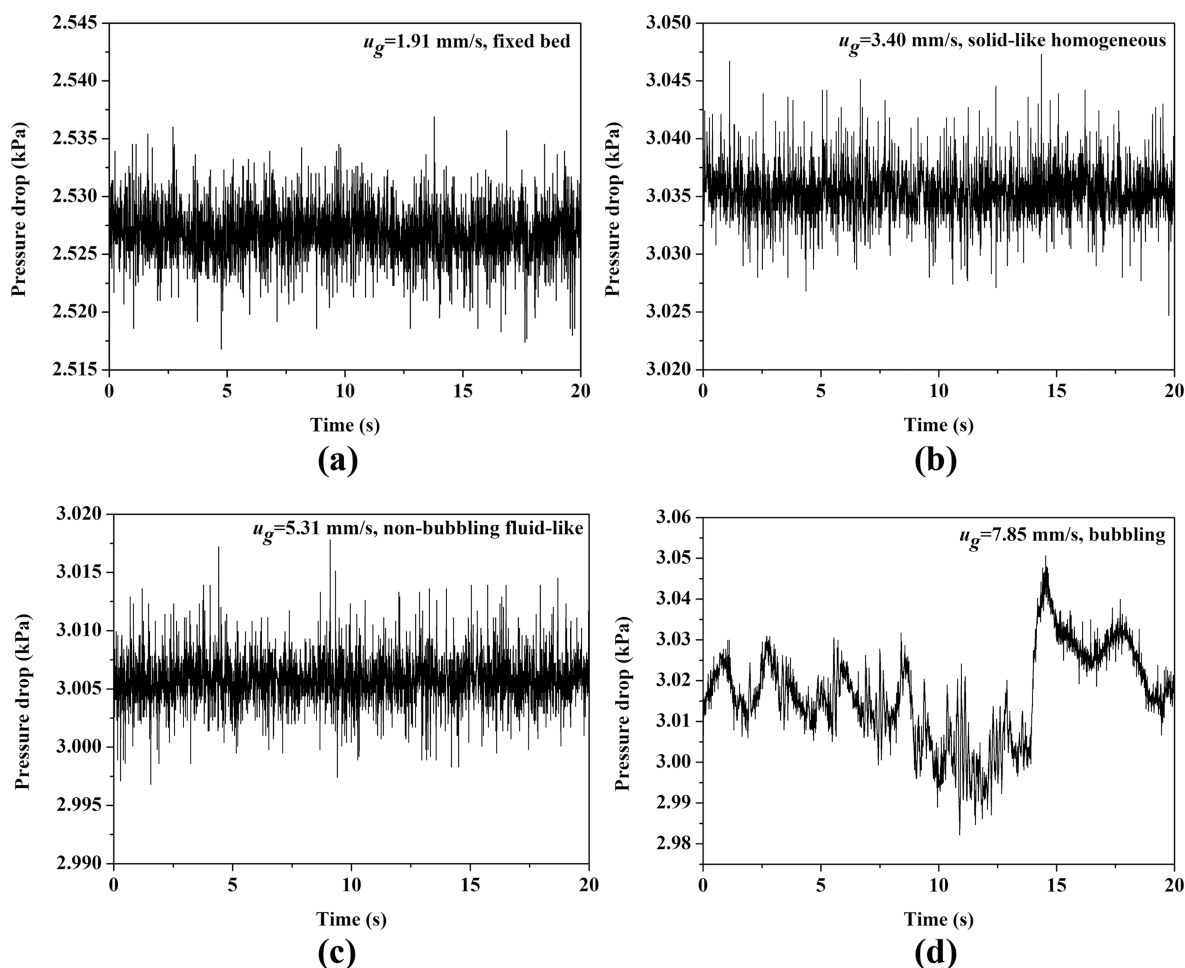 u_g=1.91 mm/s, fixed bed
2.545
2.540
2.535
2.530
2.525
2.520
2.515
Pressure drop (kPa)
0 5 10 15 20
Time (s)
(a)
u_g=3.40 mm/s, solid-like homogeneous
3.050
3.045
3.040
3.035
3.030
3.025
3.020
Pressure drop (kPa)
0 5 10 15 20
Time (s)
(b)
u_g=5.31 mm/s, non-bubbling fluid-like
3.020
3.015
3.010
3.005
3.000
2.995
2.990
Pressure drop (kPa)
0 5 10 15 20
Time (s)
(c)
u_g=7.85 mm/s, bubbling
3.06
3.05
3.04
3.03
3.02
3.01
3.00
2.99
2.98
Pressure drop (kPa)
0 5 10 15 20
Time (s)
(d)